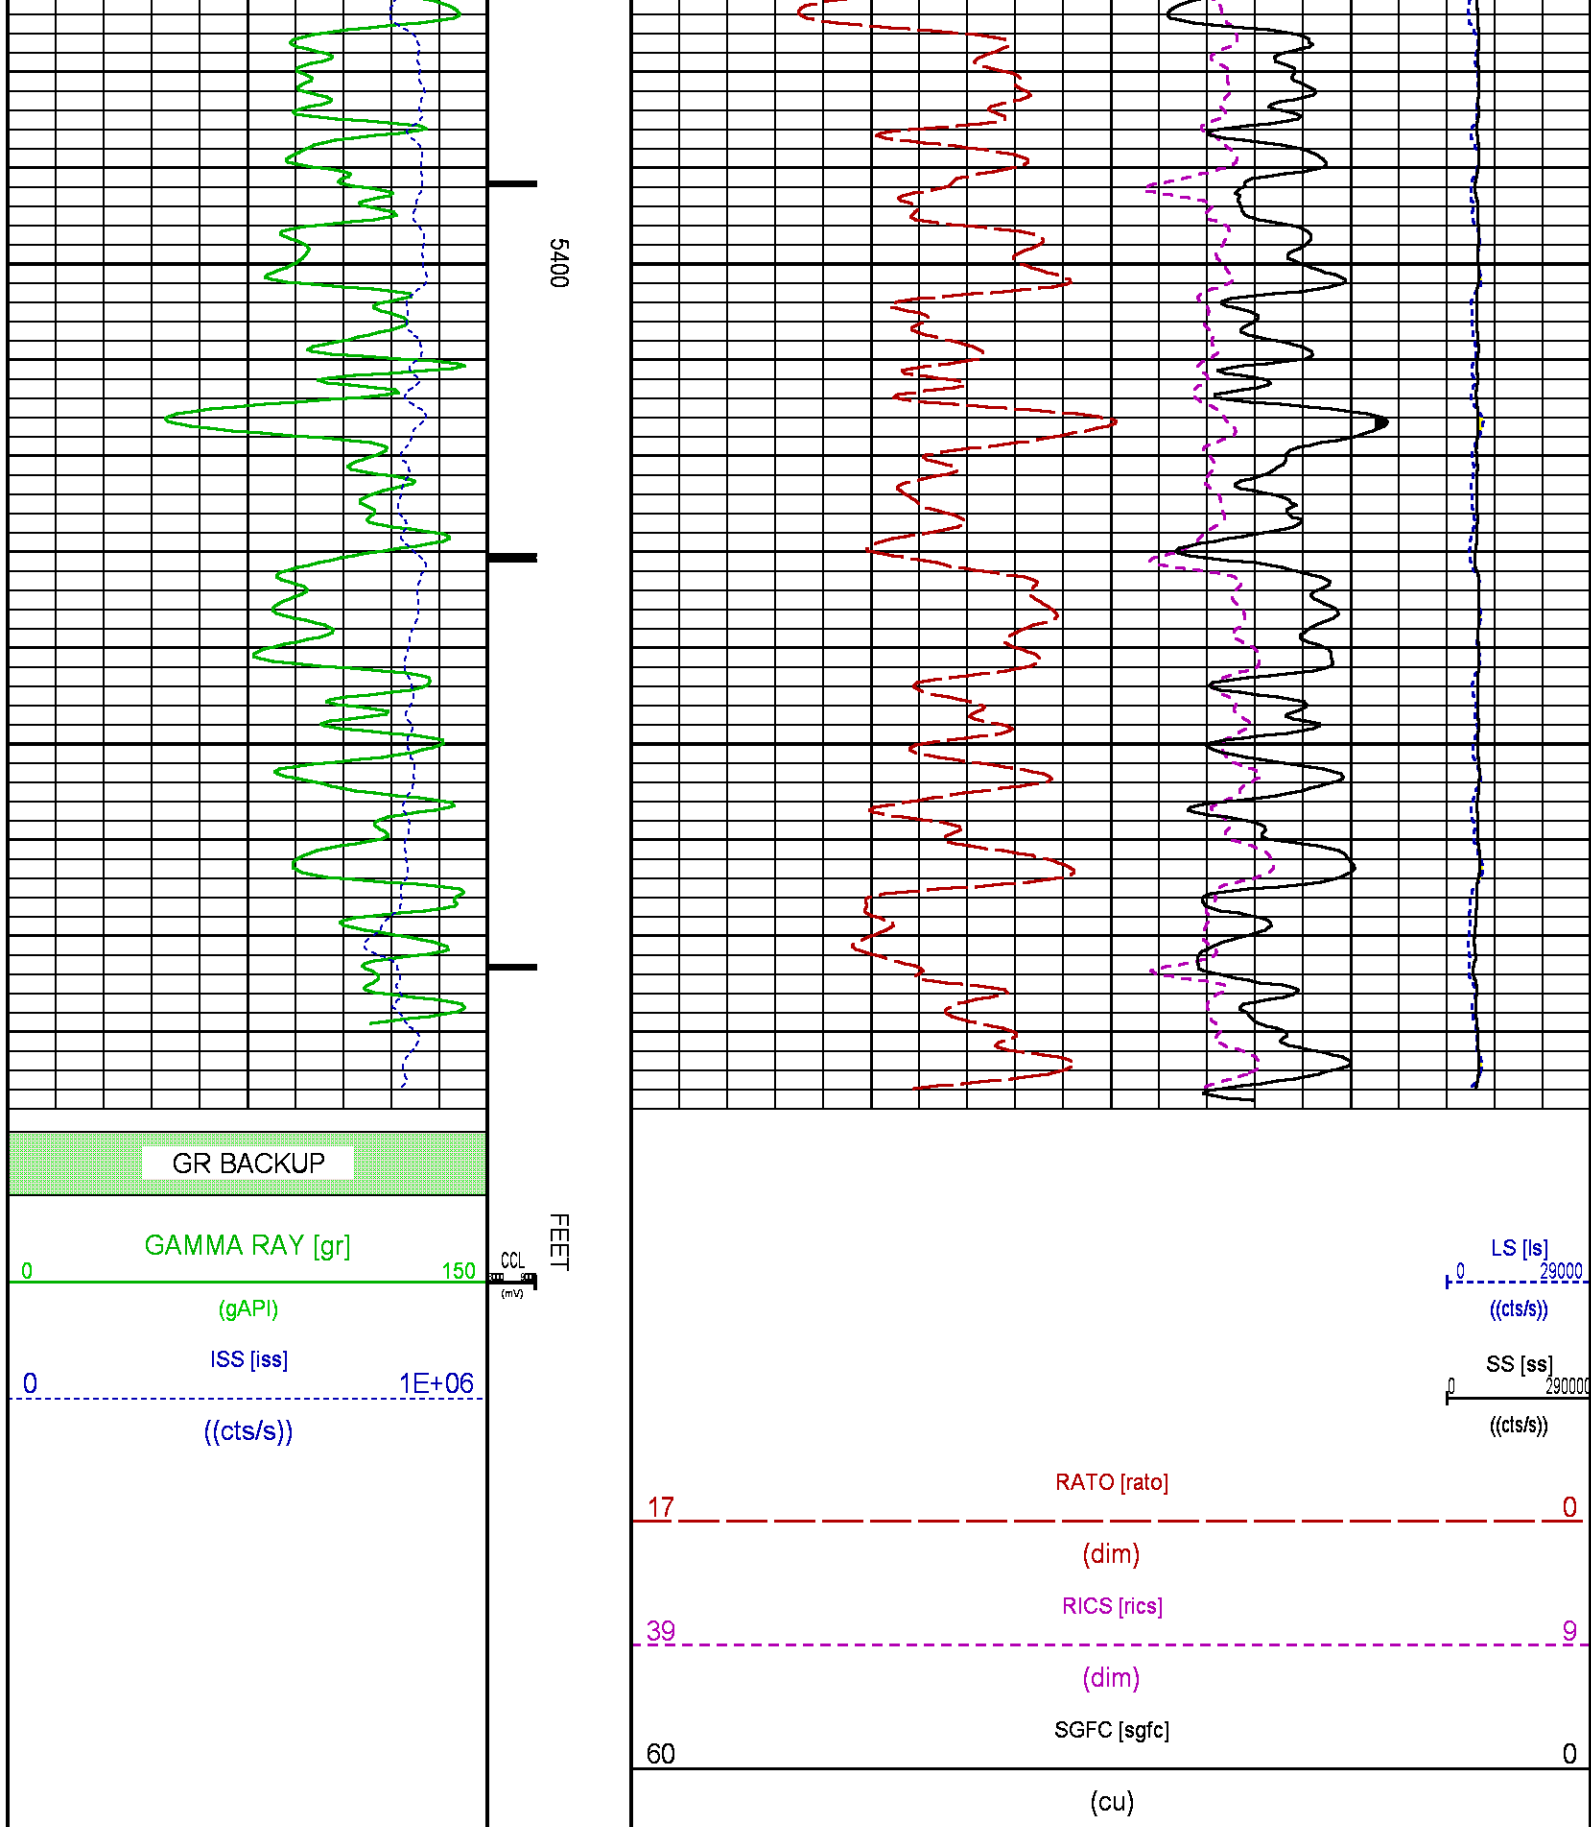 5400
GR BACKUP
GAMMA RAY [gr]
0 150
(gAPI)
ISS [iss]
0 1E+06
((cts/s))
CCL
(mV)
FEET
LS [ls]
0 29000
((cts/s))
SS [ss]
0 290000
((cts/s))
RATO [rato]
17 0
(dim)
RICS [rics]
39 9
(dim)
SGFC [sgfc]
60 0
(cu)